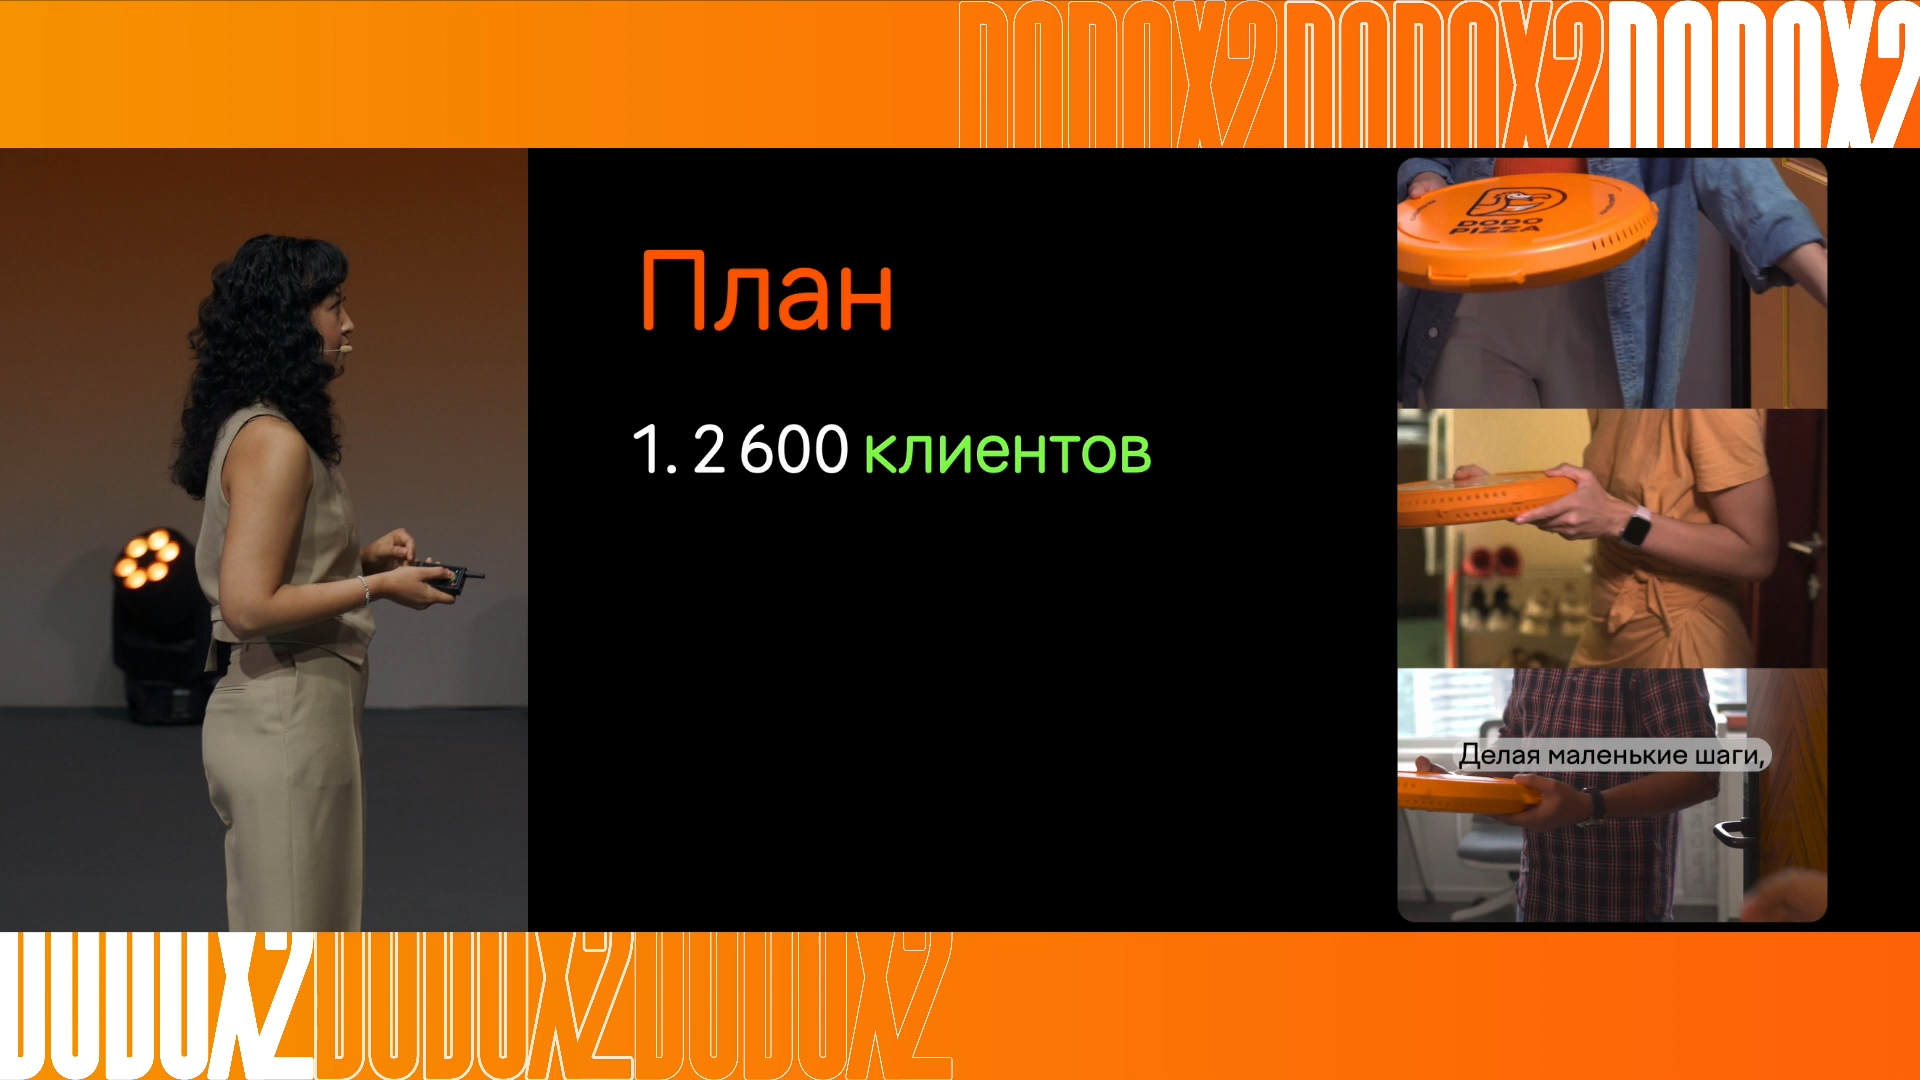 DODOX2DODOX2DODOX2
План
1. 2 600 клиентов
DODO
PIZZA
Делая маленькие шаги,
DODOX2DODOX2DODOX2